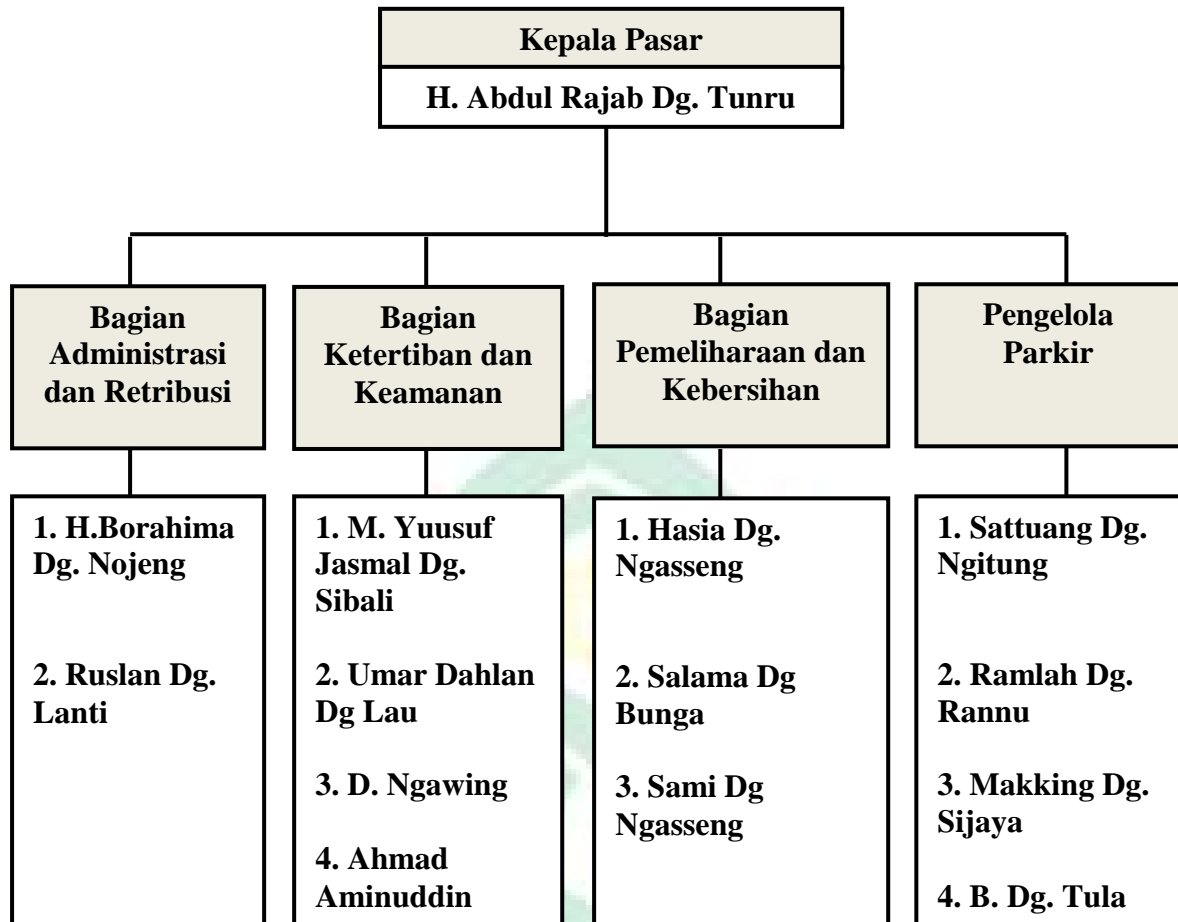 Kepala Pasar
H. Abdul Rajab Dg. Tunru
Bagian
Administrasi
dan Retribusi
Bagian
Ketertiban dan
Keamanan
Bagian
Pemeliharaan dan
Kebersihan
Pengelola
Parkir
1. H.Borahima
Dg. Nojeng
2. Ruslan Dg.
Lanti
1. M. Yuusuf
Jasmal Dg.
Sibali
2. Umar Dahlan
Dg Lau
3. D. Ngawing
4. Ahmad
Aminuddin
1. Hasia Dg.
Ngasseng
2. Salama Dg
Bunga
3. Sami Dg
Ngasseng
1. Sattuang Dg.
Ngitung
2. Ramlah Dg.
Rannu
3. Makking Dg.
Sijaya
4. B. Dg. Tula